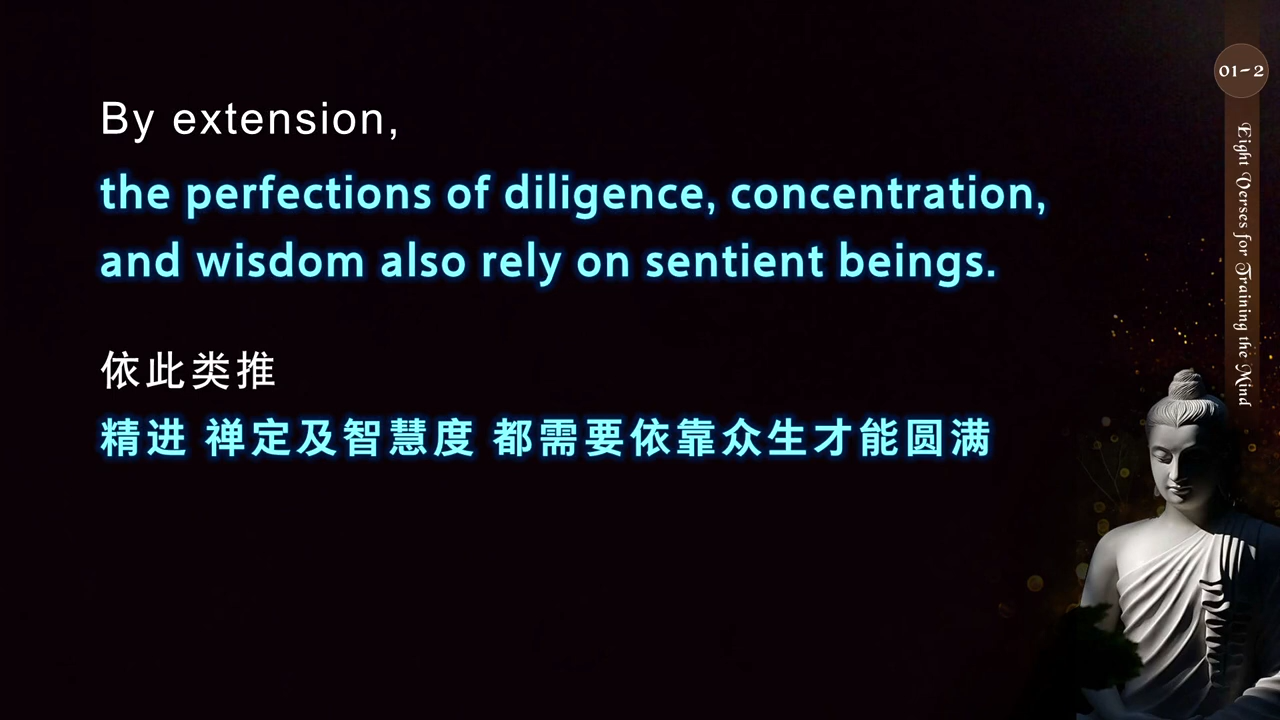 By extension,
the perfections of diligence, concentration,
and wisdom also rely on sentient beings.
依此类推
精进 禅定及智慧度 都需要依靠众生才能圆满
01-2
Eight Verses for Training the Mind